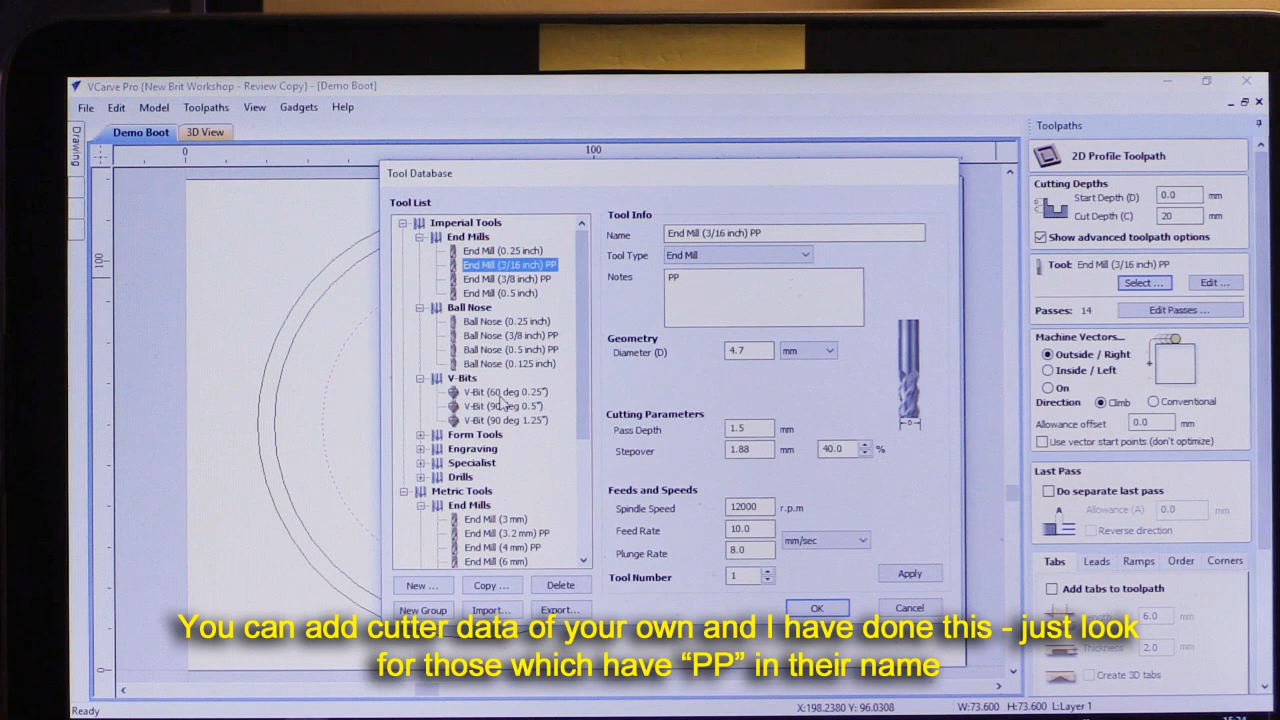 VCarve Pro {New Brit Workshop - Review Copy} - [Demo Boot]
File Edit Model Toolpaths View Gadgets Help
Drawing
Demo Boot 3D View
0 100
100
0
Tool Database
Tool List
Imperial Tools
End Mills
End Mill (0.25 inch)
End Mill (3/16 inch) PP
End Mill (3/8 inch) PP
End Mill (0.5 inch)
Ball Nose
Ball Nose (0.25 inch)
Ball Nose (3/8 inch) PP
Ball Nose (0.5 inch) PP
Ball Nose (0.125 inch)
V-Bits
V-Bit (60 deg 0.25")
V-Bit (90 deg 0.5")
V-Bit (90 deg 1.25")
Form Tools
Engraving
Specialist
Drills
Metric Tools
End Mills
End Mill (3 mm)
End Mill (3.2 mm) PP
End Mill (4 mm) PP
End Mill (6 mm)
New ... Copy ... Delete
New Group Import... Export...
Tool Info
Name End Mill (3/16 inch) PP
Tool Type End Mill
Notes PP
Geometry
Diameter (D) 4.7 mm
D
Cutting Parameters
Pass Depth 1.5 mm
Stepover 1.88 mm 40.0 %
Feeds and Speeds
Spindle Speed 12000 r.p.m
Feed Rate 10.0
mm/sec
Plunge Rate 8.0
Tool Number 1 Apply
OK Cancel
Toolpaths
2D Profile Toolpath
Cutting Depths
Start Depth (D) 0.0 mm
Cut Depth (C) 20 mm
Show advanced toolpath options
Tool: End Mill (3/16 inch) PP
Select ... Edit ...
Passes: 14 Edit Passes ...
Machine Vectors...
Outside / Right
Inside / Left
On
Direction Climb Conventional
Allowance offset 0.0 mm
Use vector start points (don't optimize)
Last Pass
Do separate last pass
A Allowance (A) 0.0 mm
Reverse direction
Tabs Leads Ramps Order Corners
Add tabs to toolpath
6.0 mm
Thickness 2.0 mm
Create 3D tabs
You can add cutter data of your own and I have done this - just look
for those which have “PP” in their name
Ready X:198.2380 Y: 96.0308 W:73.600 H:73.600 L:Layer 1